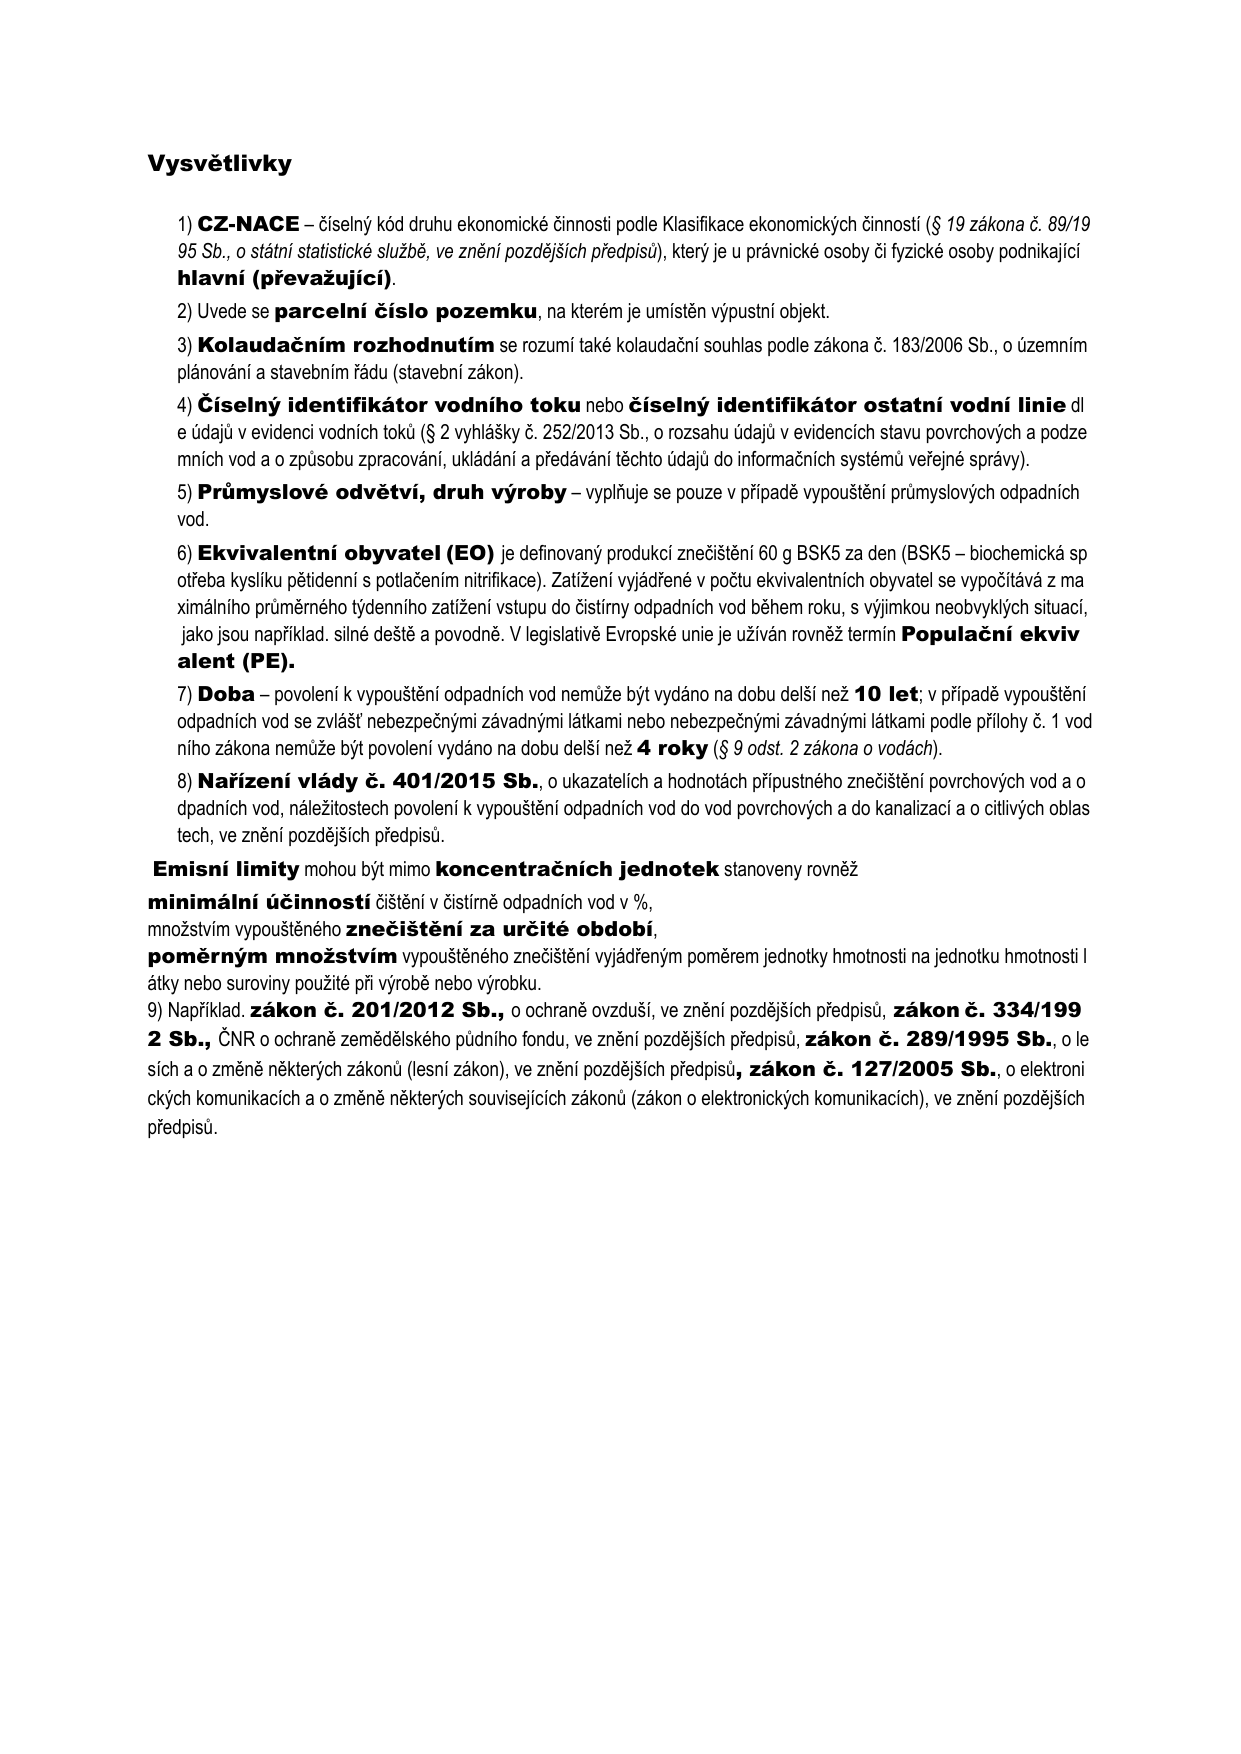 Vysvětlivky
1) CZ-NACE – číselný kód druhu ekonomické činnosti podle Klasifikace ekonomických činností (§ 19 zákona č. 89/19
95 Sb., o státní statistické službě, ve znění pozdějších předpisů), který je u právnické osoby či fyzické osoby podnikající
hlavní (převažující).
2) Uvede se parcelní číslo pozemku, na kterém je umístěn výpustní objekt.
3) Kolaudačním rozhodnutím se rozumí také kolaudační souhlas podle zákona č. 183/2006 Sb., o územním
plánování a stavebním řádu (stavební zákon).
4) Číselný identifikátor vodního toku nebo číselný identifikátor ostatní vodní linie dl
e údajů v evidenci vodních toků (§ 2 vyhlášky č. 252/2013 Sb., o rozsahu údajů v evidencích stavu povrchových a podze
mních vod a o způsobu zpracování, ukládání a předávání těchto údajů do informačních systémů veřejné správy).
5) Průmyslové odvětví, druh výroby – vyplňuje se pouze v případě vypouštění průmyslových odpadních
vod.
6) Ekvivalentní obyvatel (EO) je definovaný produkcí znečištění 60 g BSK5 za den (BSK5 – biochemická sp
otřeba kyslíku pětidenní s potlačením nitrifikace). Zatížení vyjádřené v počtu ekvivalentních obyvatel se vypočítává z ma
ximálního průměrného týdenního zatížení vstupu do čistírny odpadních vod během roku, s výjimkou neobvyklých situací,
jako jsou například. silné deště a povodně. V legislativě Evropské unie je užíván rovněž termín Populační ekviv
alent (PE).
7) Doba – povolení k vypouštění odpadních vod nemůže být vydáno na dobu delší než 10 let; v případě vypouštění
odpadních vod se zvlášť nebezpečnými závadnými látkami nebo nebezpečnými závadnými látkami podle přílohy č. 1 vod
ního zákona nemůže být povolení vydáno na dobu delší než 4 roky (§ 9 odst. 2 zákona o vodách).
8) Nařízení vlády č. 401/2015 Sb., o ukazatelích a hodnotách přípustného znečištění povrchových vod a o
dpadních vod, náležitostech povolení k vypouštění odpadních vod do vod povrchových a do kanalizací a o citlivých oblas
tech, ve znění pozdějších předpisů.
Emisní limity mohou být mimo koncentračních jednotek stanoveny rovněž
minimální účinností čištění v čistírně odpadních vod v %,
množstvím vypouštěného znečištění za určité období,
poměrným množstvím vypouštěného znečištění vyjádřeným poměrem jednotky hmotnosti na jednotku hmotnosti l
átky nebo suroviny použité při výrobě nebo výrobku.
9) Například. zákon č. 201/2012 Sb., o ochraně ovzduší, ve znění pozdějších předpisů, zákon č. 334/199
2 Sb., ČNR o ochraně zemědělského půdního fondu, ve znění pozdějších předpisů, zákon č. 289/1995 Sb., o le
sích a o změně některých zákonů (lesní zákon), ve znění pozdějších předpisů, zákon č. 127/2005 Sb., o elektroni
ckých komunikacích a o změně některých souvisejících zákonů (zákon o elektronických komunikacích), ve znění pozdějších
předpisů.